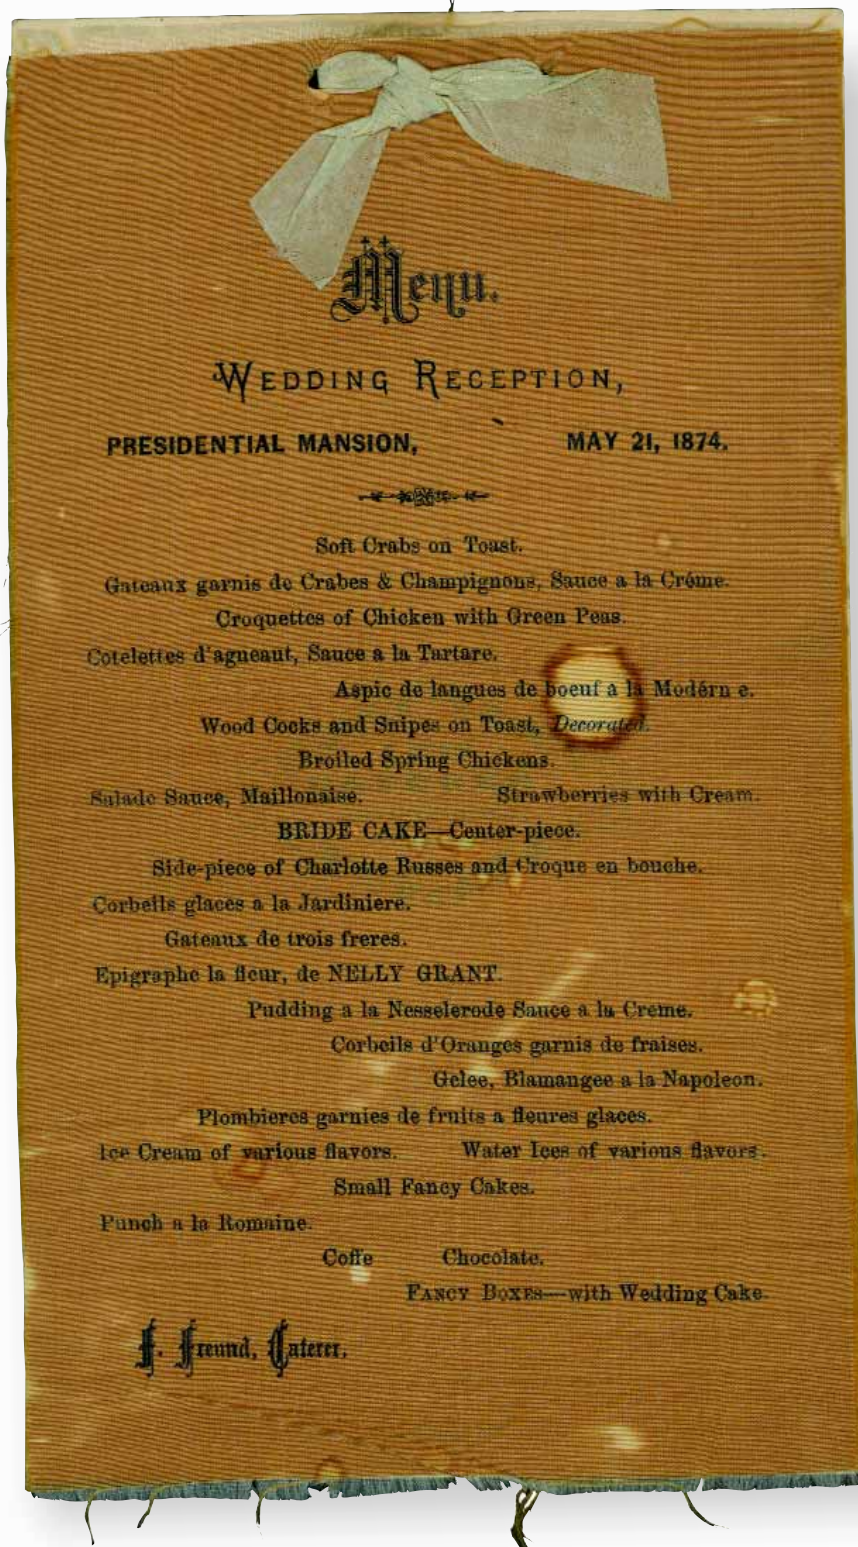 Menu.
WEDDING RECEPTION,
PRESIDENTIAL MANSION, MAY 21, 1874.
Soft Crabs on Toast.
Gateaux garnis de Crabes & Champignons, Sauce a la Créme.
Croquettes of Chicken with Green Peas.
Cotelettes d'agneaut, Sauce a la Tartare.
Aspic de langues de boeuf a la Modérn e.
Wood Cocks and Snipes on Toast, Decorated.
Broiled Spring Chickens.
Salade Sauce, Maillonaise. Strawberries with Cream.
BRIDE CAKE—Center-piece.
Side-piece of Charlotte Russes and Croque en bouche.
Corbeils glaces a la Jardiniere.
Gateaux de trois freres.
Epigraphe la fleur, de NELLY GRANT.
Pudding a la Nesselerode Sauce a la Creme.
Corbeils d'Oranges garnis de fraises.
Gelee, Blamangee a la Napoleon.
Plombieres garnies de fruits a fleures glaces.
Ice Cream of various flavors. Water Ices of various flavors.
Small Fancy Cakes.
Punch a la Romaine.
Coffe Chocolate.
FANCY BOXES—with Wedding Cake.
F. Freund, Caterer.